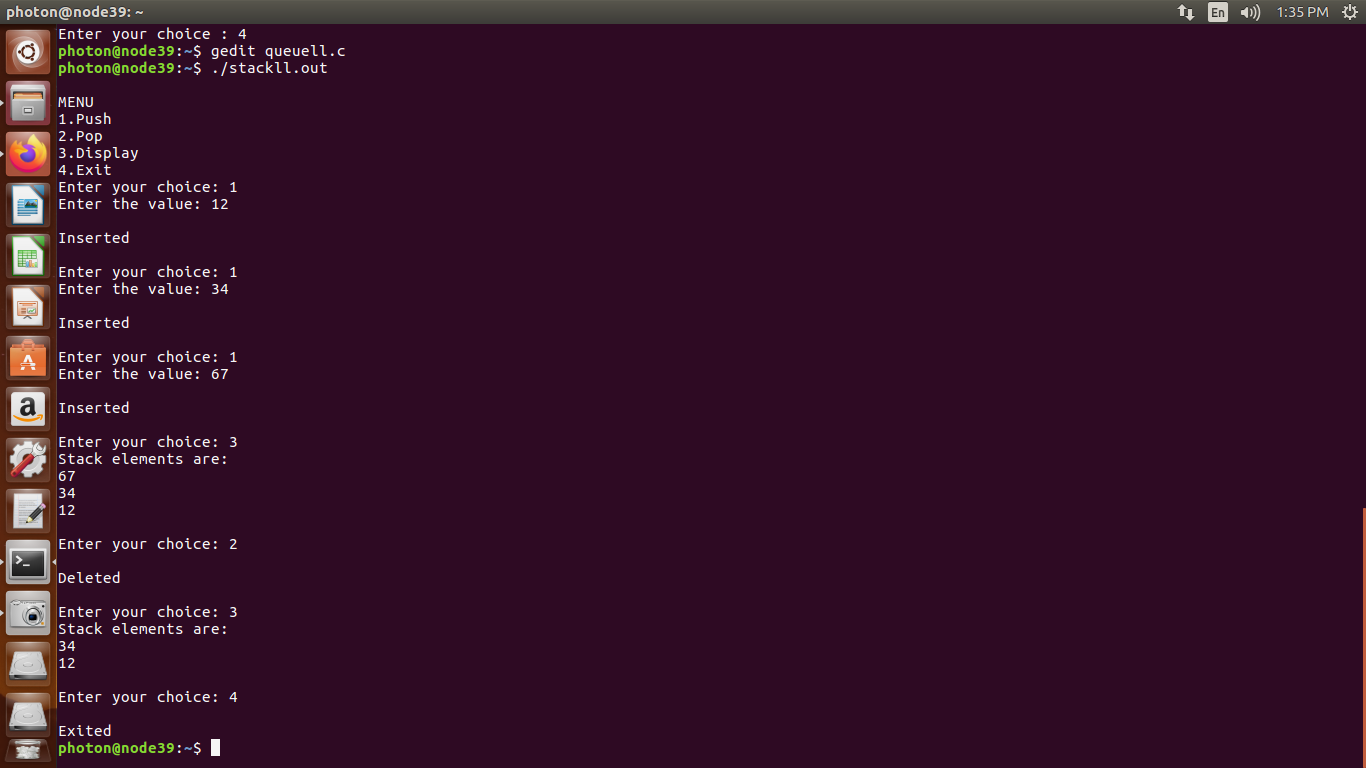 photon@node39: ~
En
1:35 PM
Enter your choice : 4
photon@node39:~$ gedit queuell.c
photon@node39:~$ ./stackll.out
MENU
1.Push
2.Pop
3.Display
4.Exit
Enter your choice: 1
Enter the value: 12
Inserted
Enter your choice: 1
Enter the value: 34
Inserted
Enter your choice: 1
Enter the value: 67
Inserted
Enter your choice: 3
Stack elements are:
67
34
12
Enter your choice: 2
Deleted
Enter your choice: 3
Stack elements are:
34
12
Enter your choice: 4
Exited
photon@node39:~$